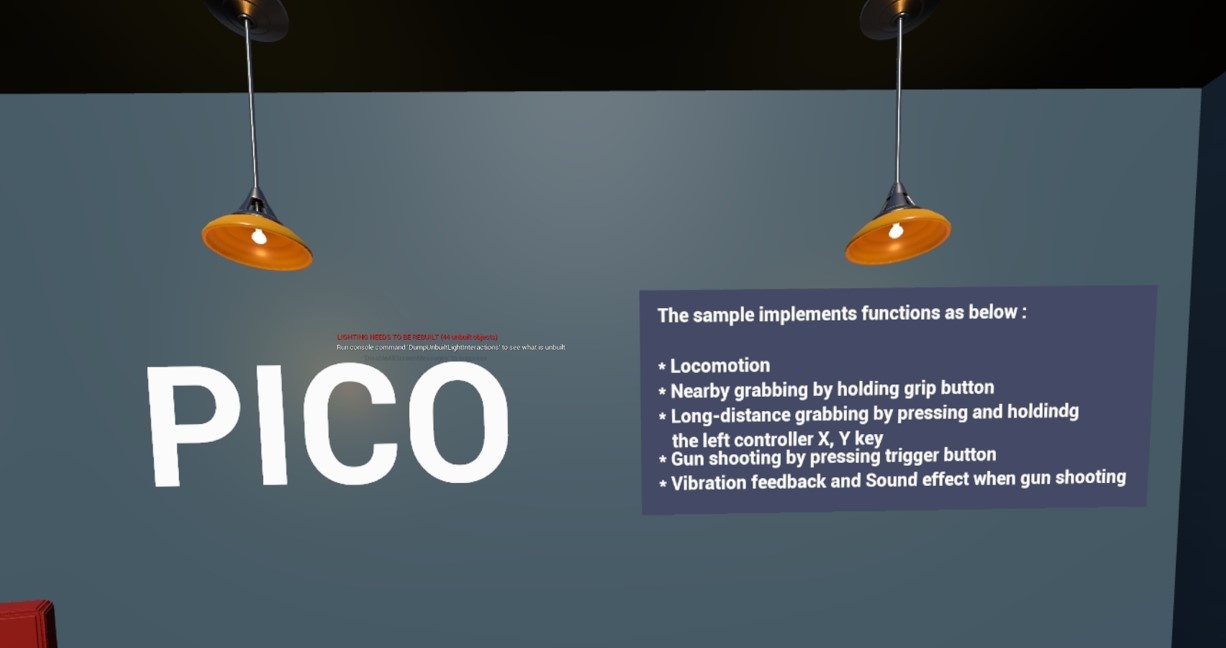 LIGHTING NEEDS TO BE REBUILT (44 unbuilt objects)
Run console command 'DumpUnbuiltLightInteractions' to see what is unbuilt
PICO
The sample implements functions as below :
* Locomotion
* Nearby grabbing by holding grip button
* Long-distance grabbing by pressing and holdindg
the left controller X, Y key
* Gun shooting by pressing trigger button
* Vibration feedback and Sound effect when gun shooting